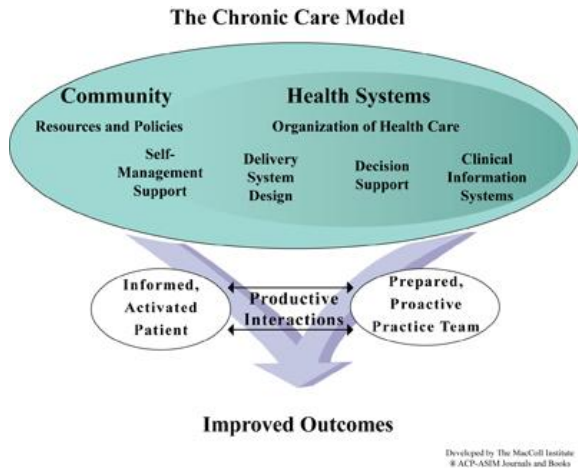 The Chronic Care Model
Community
Health Systems
Resources and Policies
Organization of Health Care
Self-
Management
Support
Delivery
System
Design
Decision
Support
Clinical
Information
Systems
Informed,
Activated
Patient
Productive
Interactions
Prepared,
Proactive
Practice Team
Improved Outcomes
Developed by The MacColl Institute
® ACP-ASIM Journals and Books